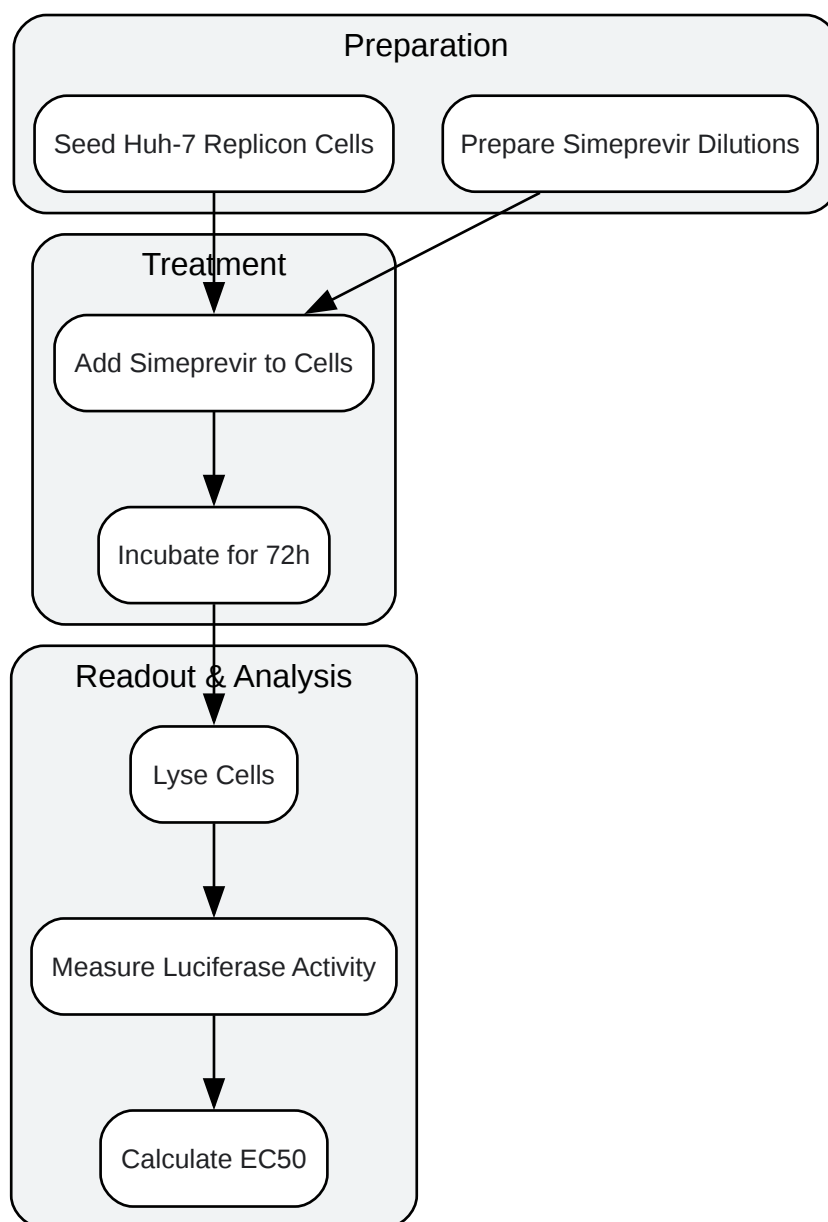 Preparation
Seed Huh-7 Replicon Cells
Prepare Simeprevir Dilutions
Treatment
Add Simeprevir to Cells
Incubate for 72h
Readout & Analysis
Lyse Cells
Measure Luciferase Activity
Calculate EC50